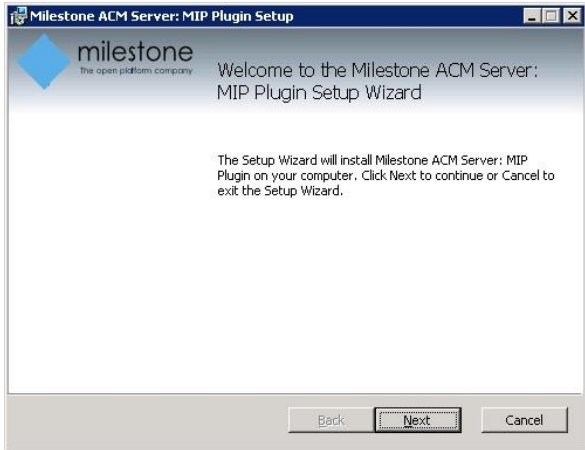 Milestone ACM Server: MIP Plugin Setup
milestone
The open platform company
Welcome to the Milestone ACM Server:
MIP Plugin Setup Wizard
The Setup Wizard will install Milestone ACM Server: MIP
Plugin on your computer. Click Next to continue or Cancel to
exit the Setup Wizard.
Back Next Cancel